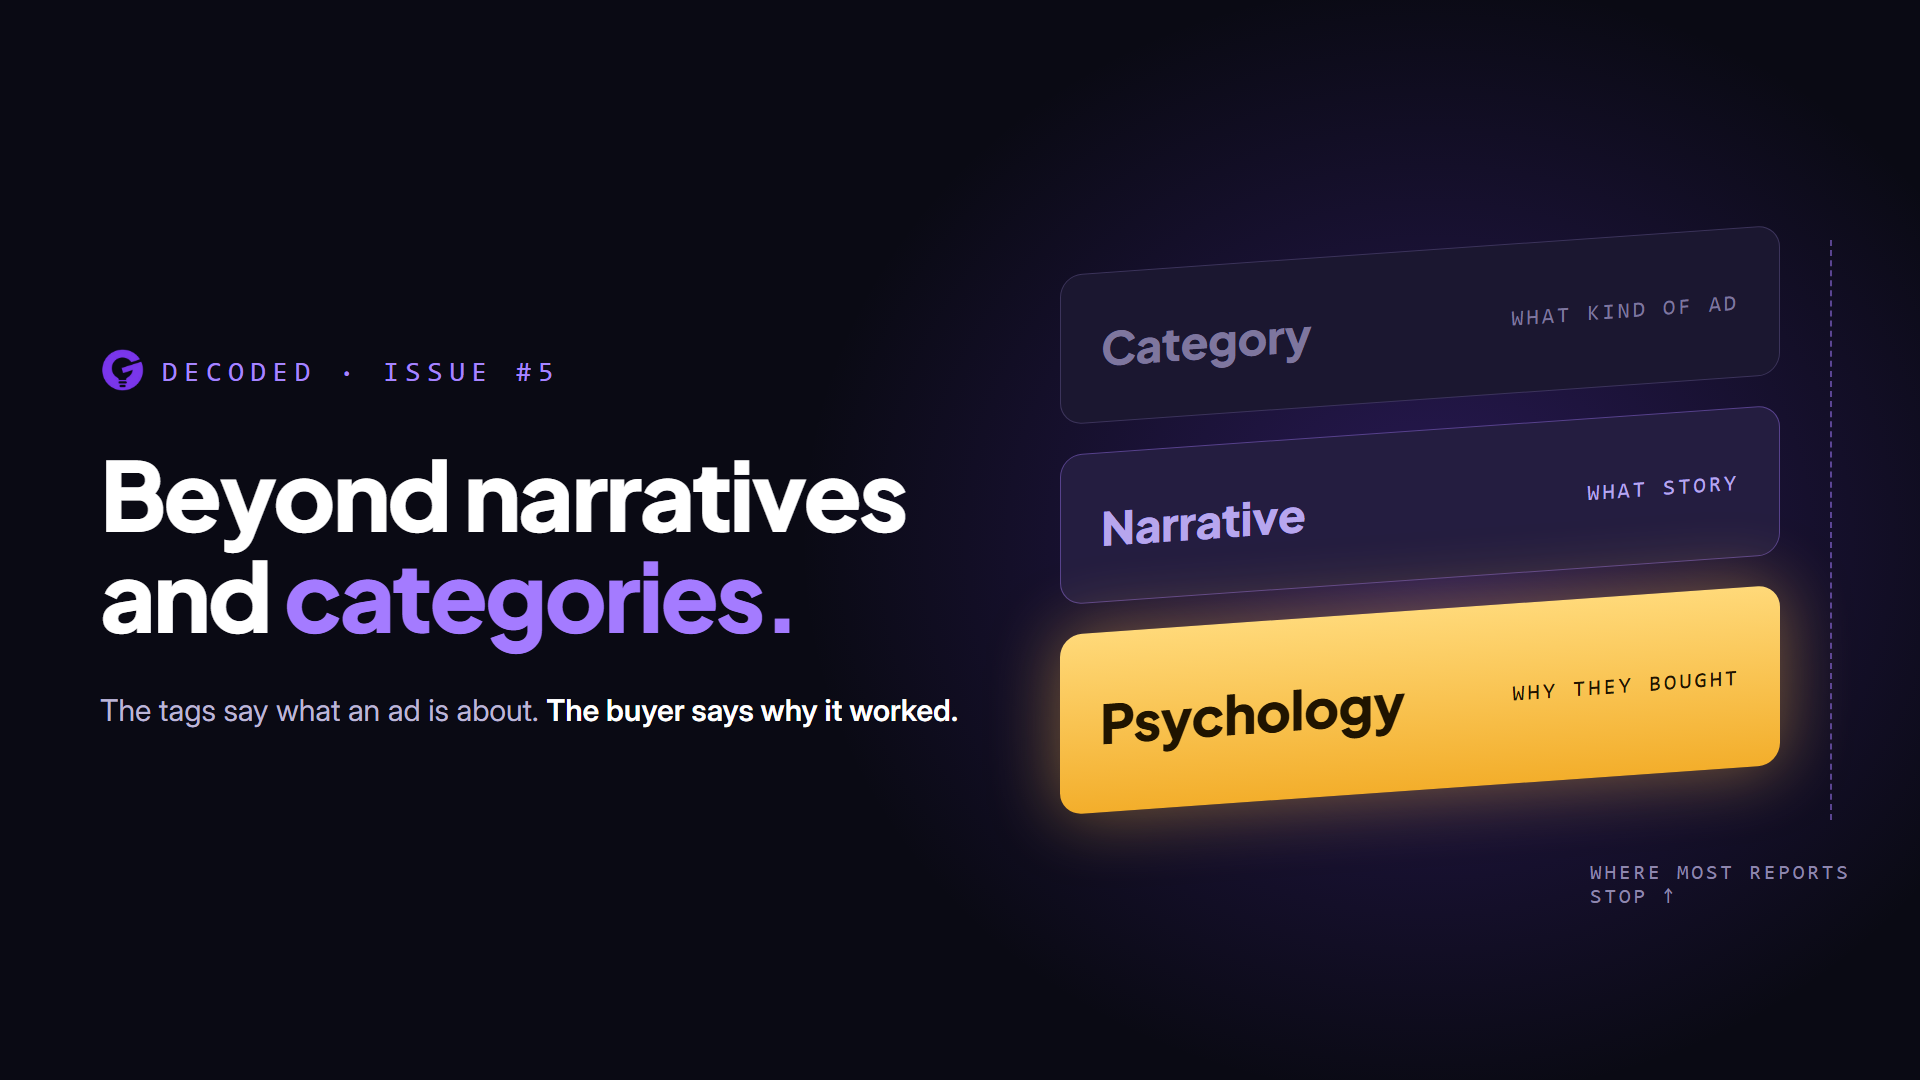 DECODED · ISSUE #5
Beyond narratives
and categories.
The tags say what an ad is about. The buyer says why it worked.
Category
WHAT KIND OF AD
Narrative
WHAT STORY
Psychology
WHY THEY BOUGHT
WHERE MOST REPORTS
STOP ↑